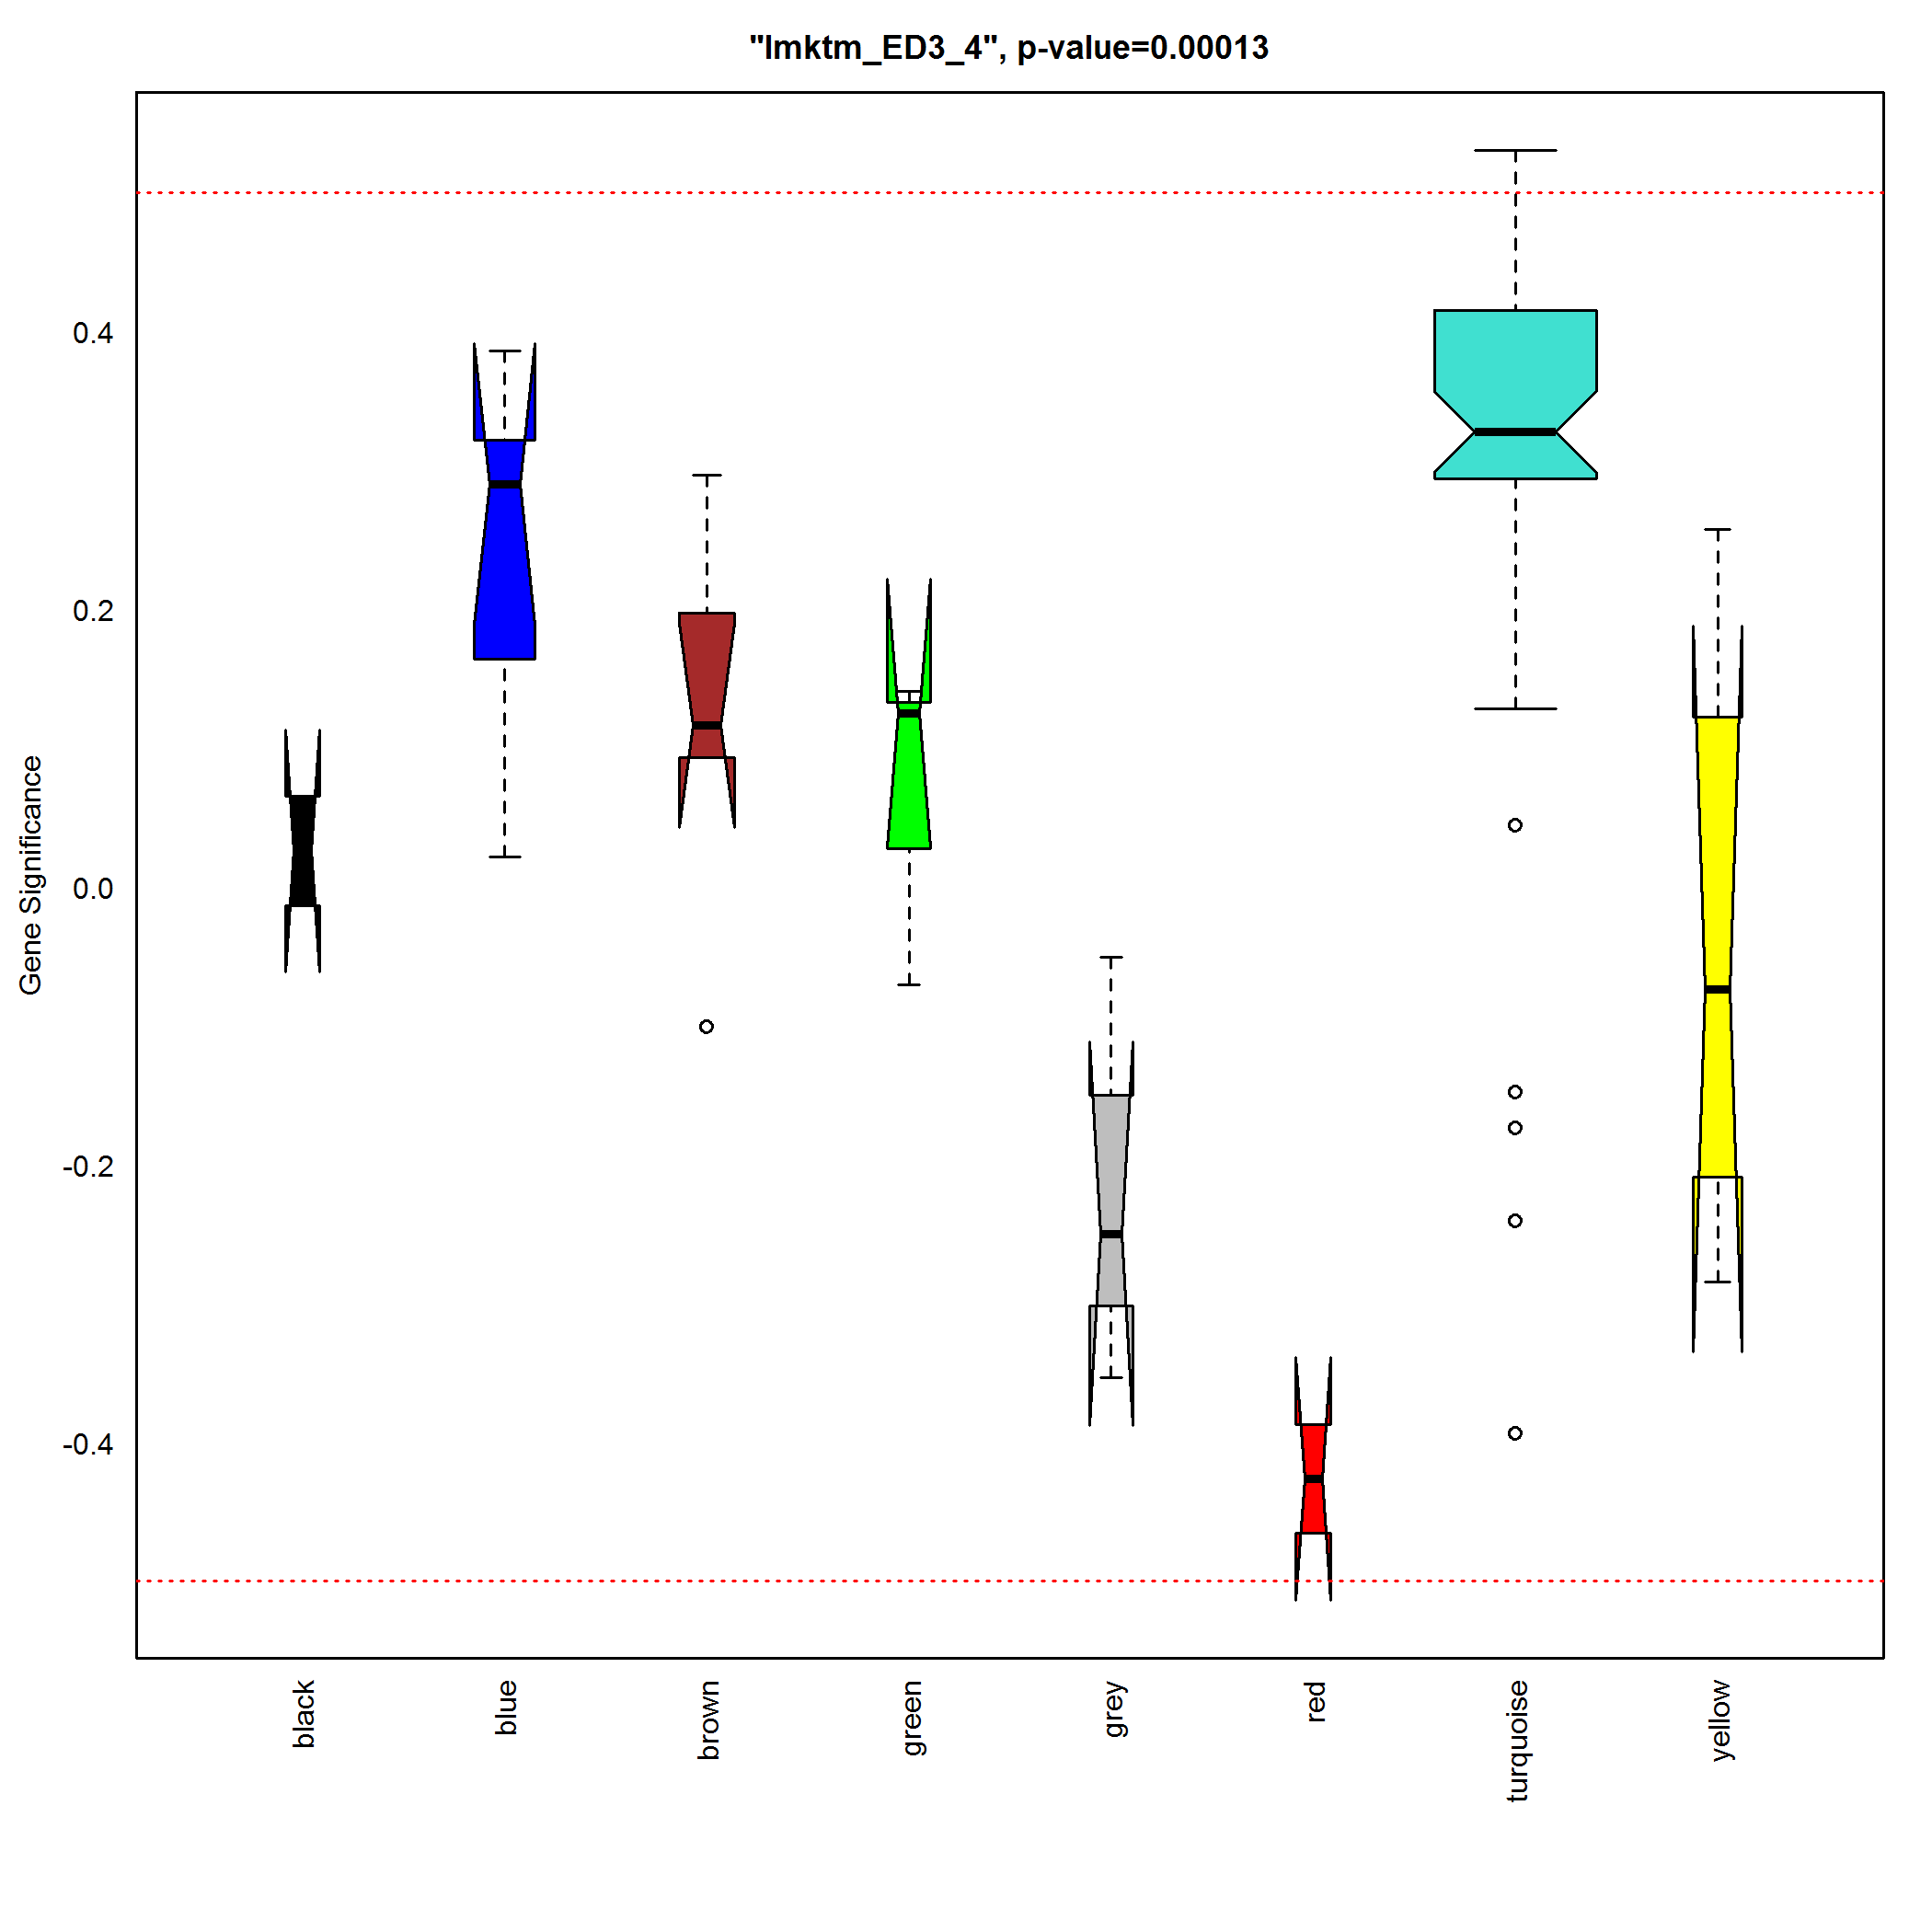 "lmktm_ED3_4", p-value=0.00013
Gene Significance
0.4
0.2
0.0
-0.2
-0.4
black
blue
brown
green
grey
red
turquoise
yellow